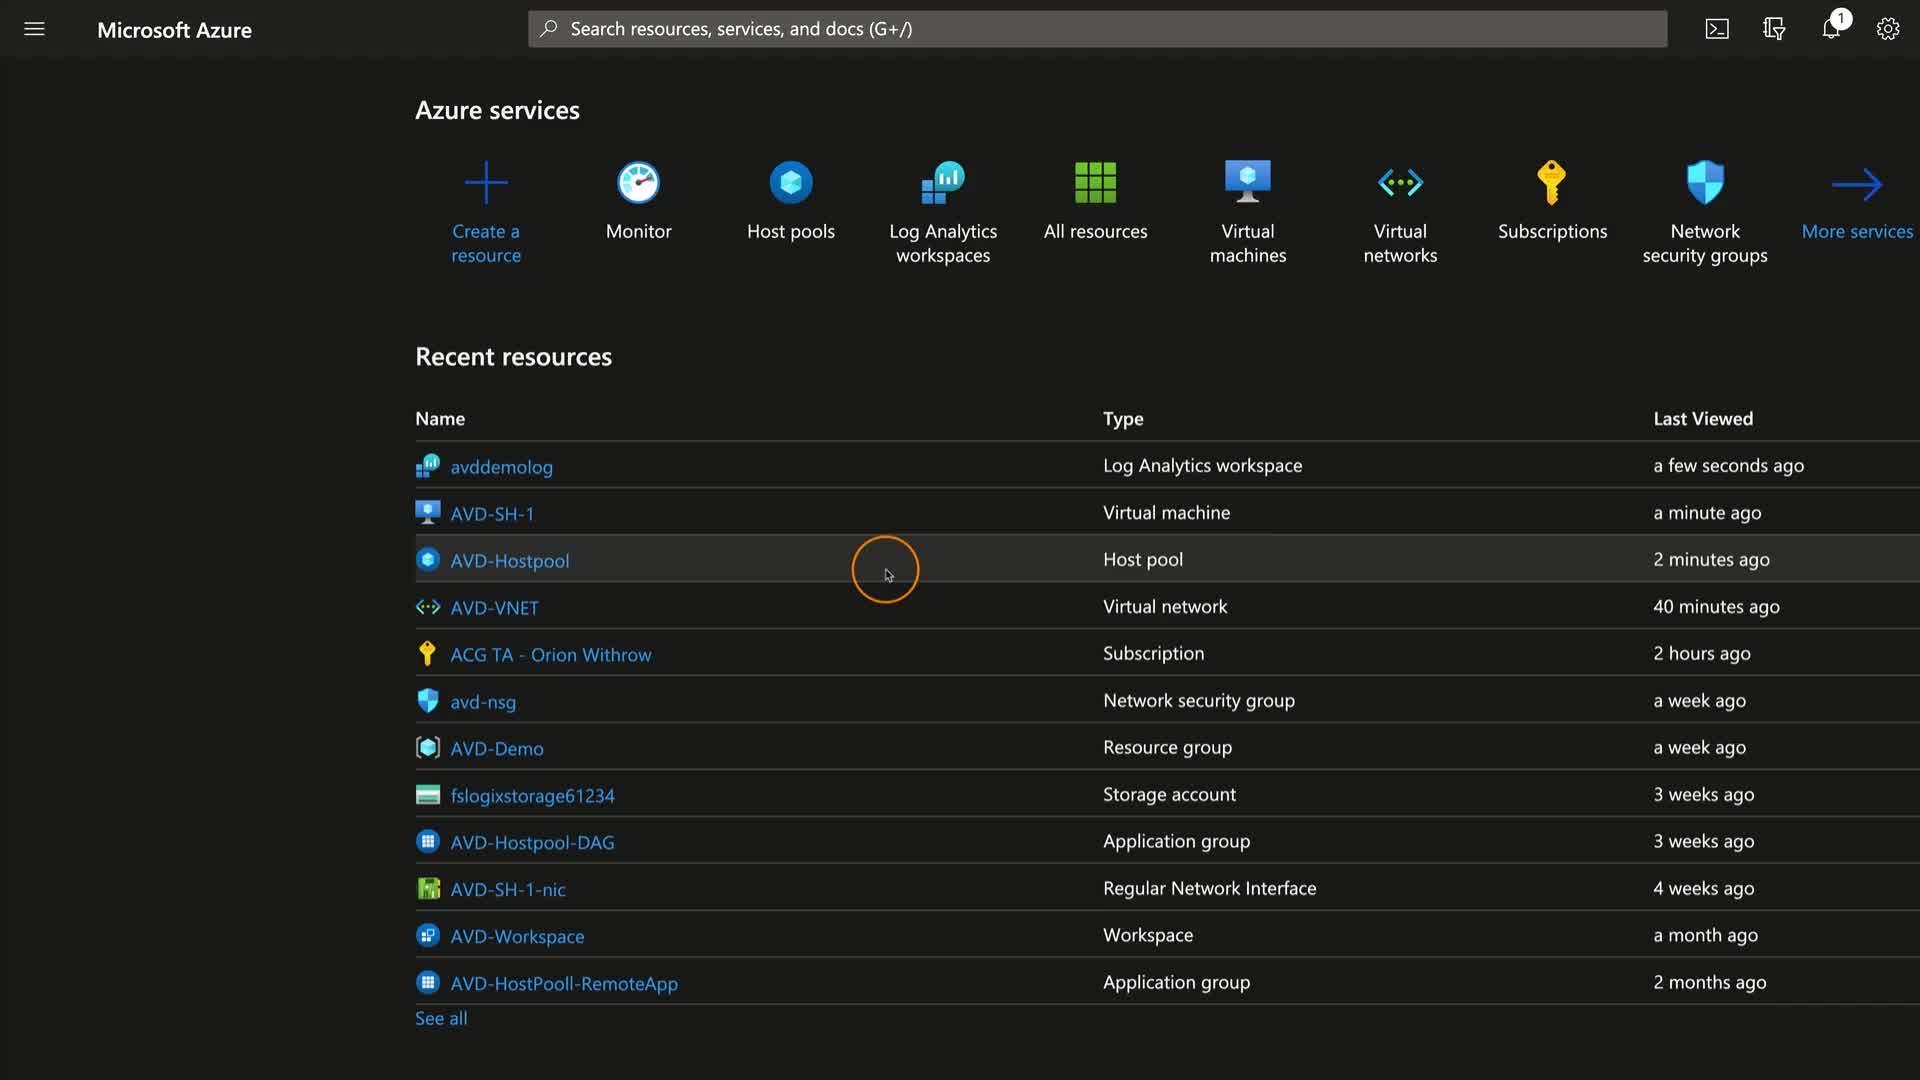 Microsoft Azure
Search resources, services, and docs (G+/)
1
Azure services
Create a resource
Monitor
Host pools
Log Analytics workspaces
All resources
Virtual machines
Virtual networks
Subscriptions
Network security groups
More services
Recent resources
Name Type Last Viewed
avddemolog Log Analytics workspace a few seconds ago
AVD-SH-1 Virtual machine a minute ago
AVD-Hostpool Host pool 2 minutes ago
AVD-VNET Virtual network 40 minutes ago
ACG TA - Orion Withrow Subscription 2 hours ago
avd-nsg Network security group a week ago
AVD-Demo Resource group a week ago
fslogixstorage61234 Storage account 3 weeks ago
AVD-Hostpool-DAG Application group 3 weeks ago
AVD-SH-1-nic Regular Network Interface 4 weeks ago
AVD-Workspace Workspace a month ago
AVD-HostPooll-RemoteApp Application group 2 months ago
See all